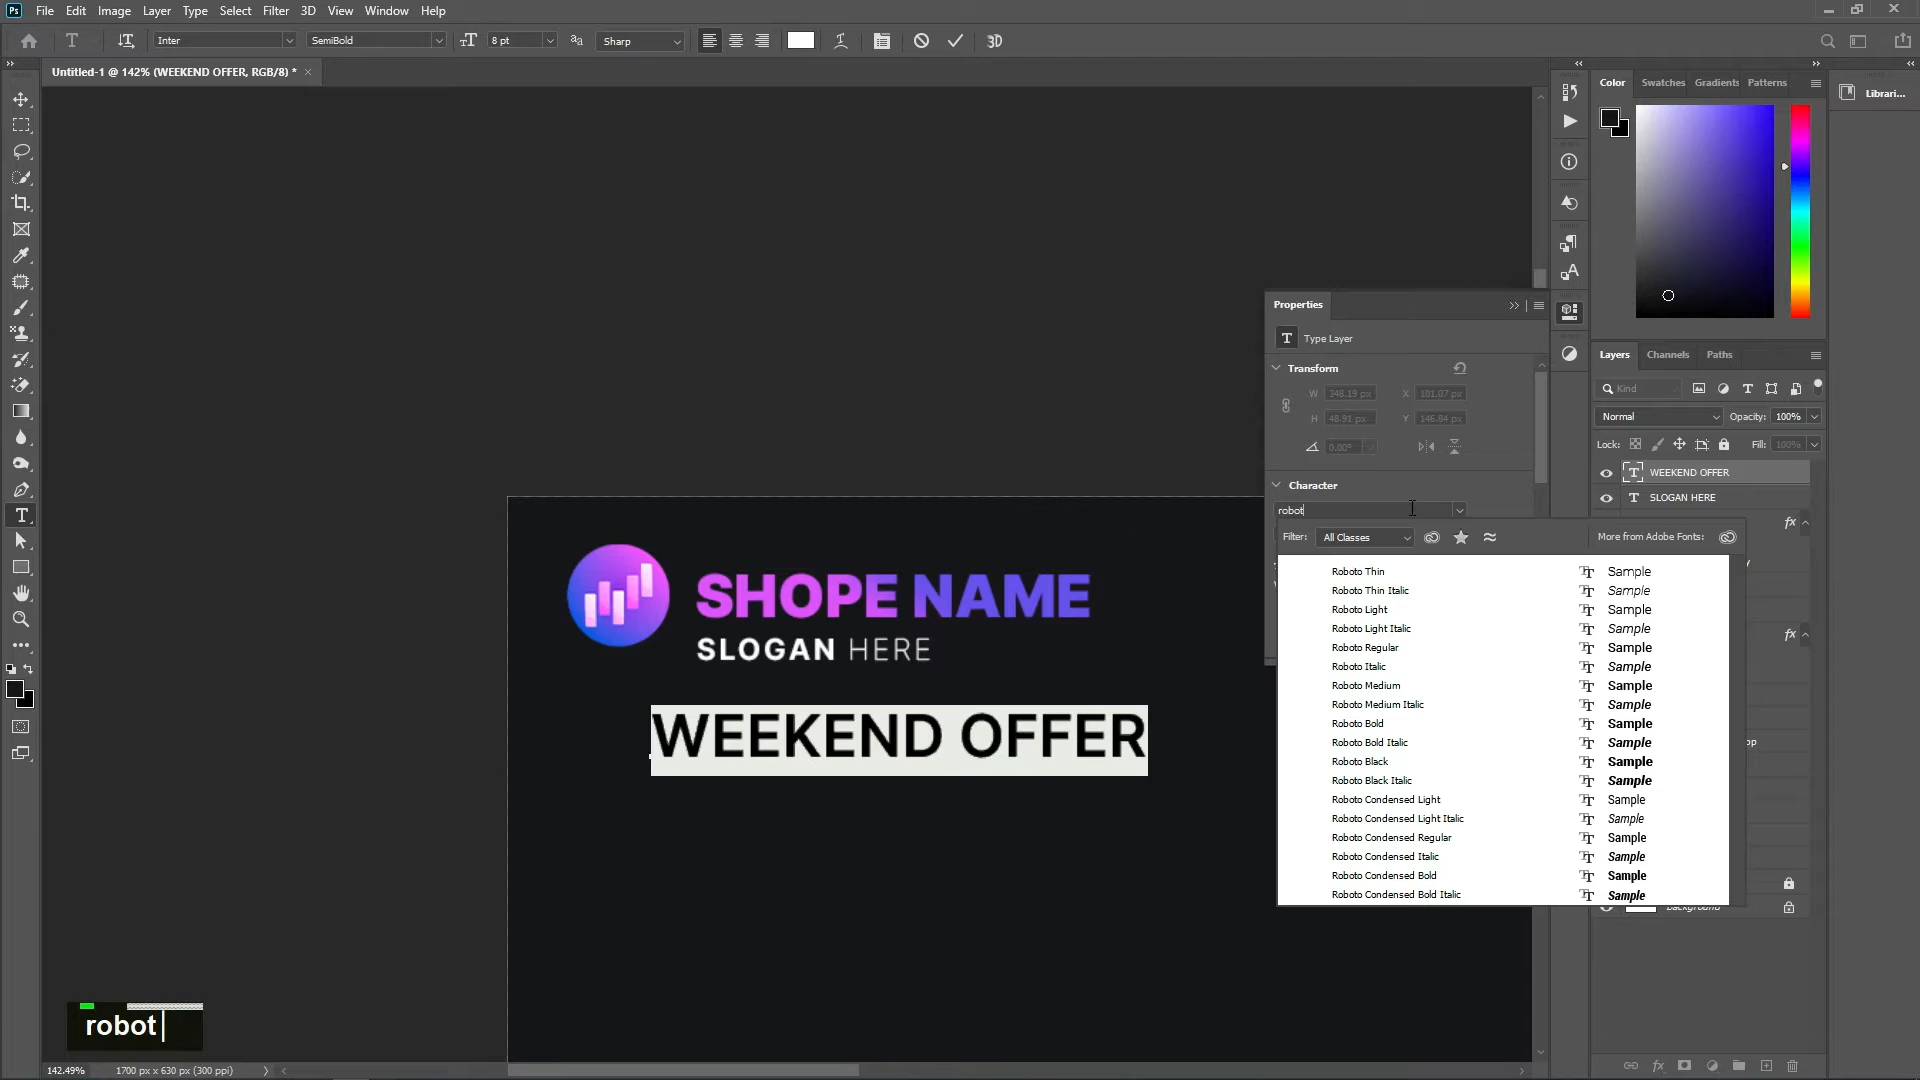 Ps File Edit Image Layer Type Select Filter 3D View Window Help
Inter SemiBold 8 pt Sharp 3D
Untitled-1 @ 142% (WEEKEND OFFER, RGB/8) *
Color Swatches Gradients Patterns
Librari...
Properties
T Type Layer
Transform
W 348.19 px X 101.07 px
H 48.91 px Y 146.84 px
0.00°
Character
robot
Filter: All Classes More from Adobe Fonts:
Roboto Thin Sample
Roboto Thin Italic Sample
Roboto Light Sample
Roboto Light Italic Sample
Roboto Regular Sample
Roboto Italic Sample
Roboto Medium Sample
Roboto Medium Italic Sample
Roboto Bold Sample
Roboto Bold Italic Sample
Roboto Black Sample
Roboto Black Italic Sample
Roboto Condensed Light Sample
Roboto Condensed Light Italic Sample
Roboto Condensed Regular Sample
Roboto Condensed Italic Sample
Roboto Condensed Bold Sample
Roboto Condensed Bold Italic Sample
Layers Channels Paths
Kind
Normal Opacity: 100%
Lock: Fill: 100%
WEEKEND OFFER
SLOGAN HERE
fx
fx
op
Background
SHOPE NAME
SLOGAN HERE
WEEKEND OFFER
robot
142.49% 1700 px x 630 px (300 ppi)
fx